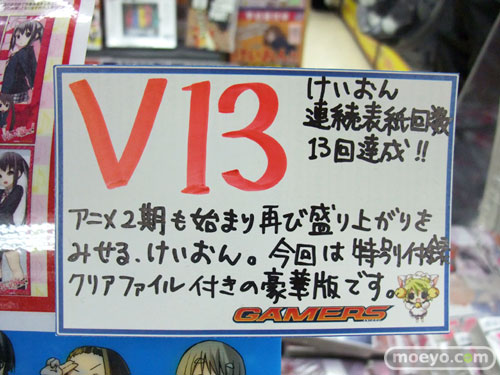 V13
けいおん
連続表紙回数
13回達成!!
アニメ2期も始まり再び盛り上がりを
みせる、けいおん。今回は特別付録
クリアファイル付きの豪華版です。
GAMERS
moeyo.com